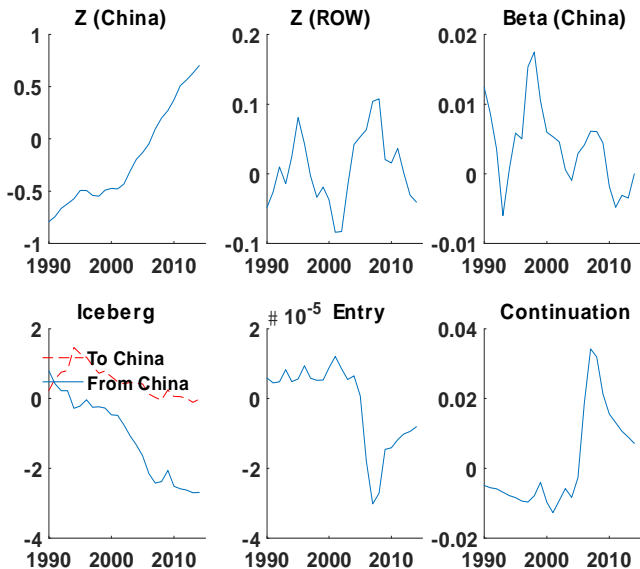 Z (China)
1
0.5
0
-0.5
-1
1990 2000 2010
Z (ROW)
0.2
0.1
0
-0.1
1990 2000 2010
Beta (China)
0.02
0.01
0
-0.01
1990 2000 2010
Iceberg
2
0
-2
-4
1990 2000 2010
To China
From China
# 10-5 Entry
2
0
-2
-4
1990 2000 2010
Continuation
0.04
0.02
0
-0.02
1990 2000 2010